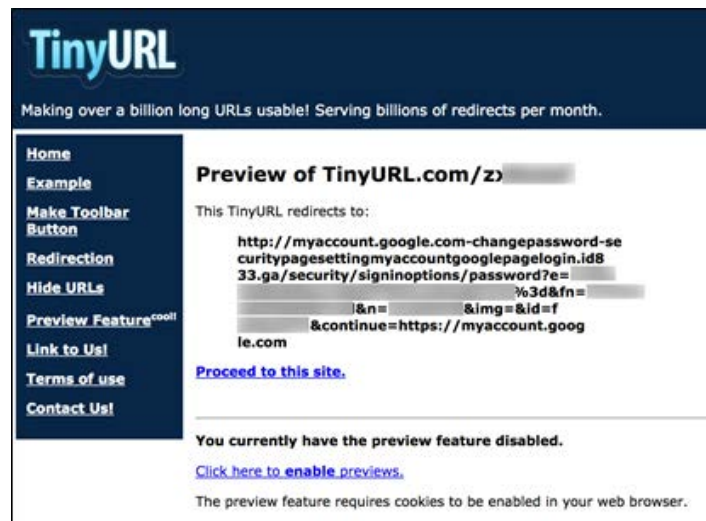 TinyURL
Making over a billion long URLs usable! Serving billions of redirects per month.
Home
Example
Make Toolbar
Button
Redirection
Hide URLs
Preview Featurecool!
Link to Us!
Terms of use
Contact Us!
Preview of TinyURL.com/z
This TinyURL redirects to:
http://myaccount.google.com-changepassword-se
curitypagesettingmyaccountgooglepagelogin.id8
33.ga/security/signinoptions/password?e=
%3d&fn=
&n= &img=&id=f
&continue=https://myaccount.goog
le.com
Proceed to this site.
You currently have the preview feature disabled.
Click here to enable previews.
The preview feature requires cookies to be enabled in your web browser.